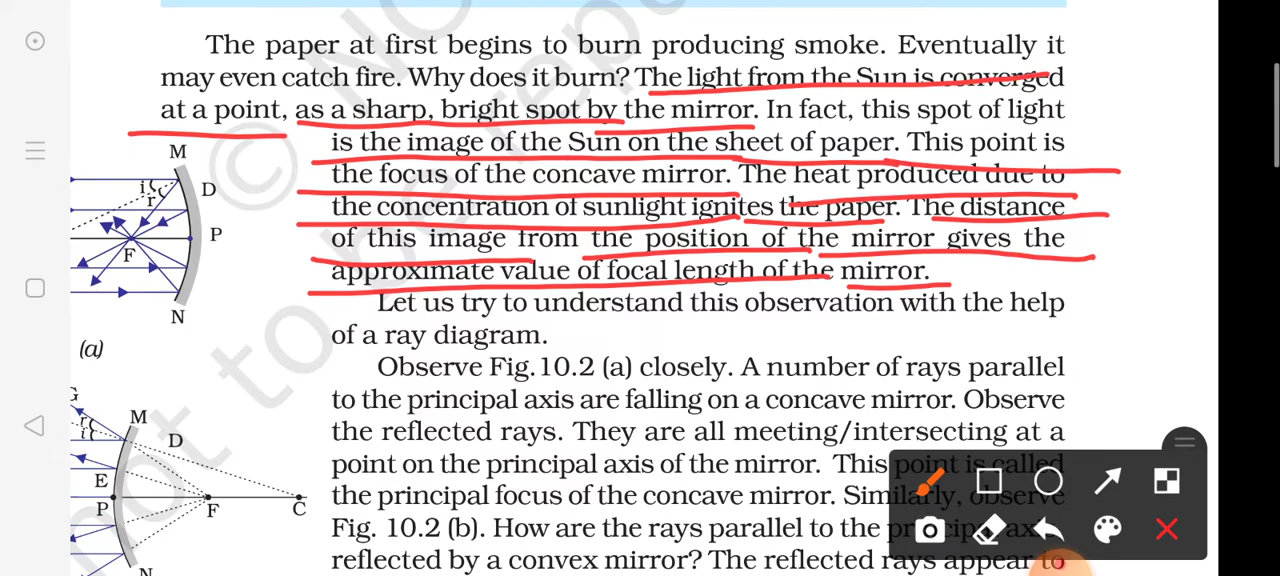 The paper at first begins to burn producing smoke. Eventually it
may even catch fire. Why does it burn? The light from the Sun is converged
at a point, as a sharp, bright spot by the mirror. In fact, this spot of light
is the image of the Sun on the sheet of paper. This point is
the focus of the concave mirror. The heat produced due to
the concentration of sunlight ignites the paper. The distance
of this image from the position of the mirror gives the
approximate value of focal length of the mirror.
Let us try to understand this observation with the help
of a ray diagram.
Observe Fig.10.2 (a) closely. A number of rays parallel
to the principal axis are falling on a concave mirror. Observe
the reflected rays. They are all meeting/intersecting at a
point on the principal axis of the mirror. This point is called
the principal focus of the concave mirror. Similarly, observe
Fig. 10.2 (b). How are the rays parallel to the principal axis
reflected by a convex mirror? The reflected rays appear to
M
i
r
D
P
F
N
(a)
M
D
r
i
E
P
F
C
N
© not to be rep